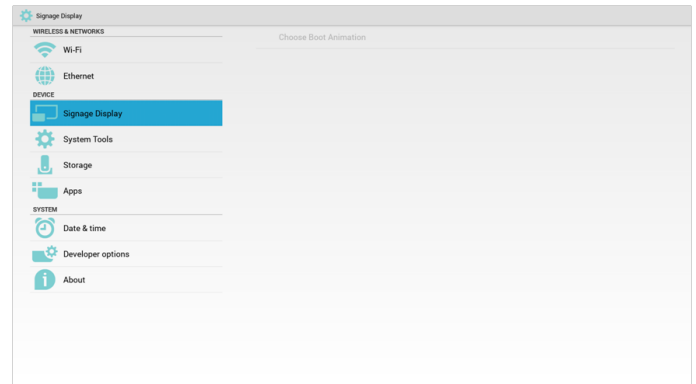 Signage Display
WIRELESS & NETWORKS
Wi-Fi
Ethernet
DEVICE
Signage Display
System Tools
Storage
Apps
SYSTEM
Date & time
Developer options
About
Choose Boot Animation